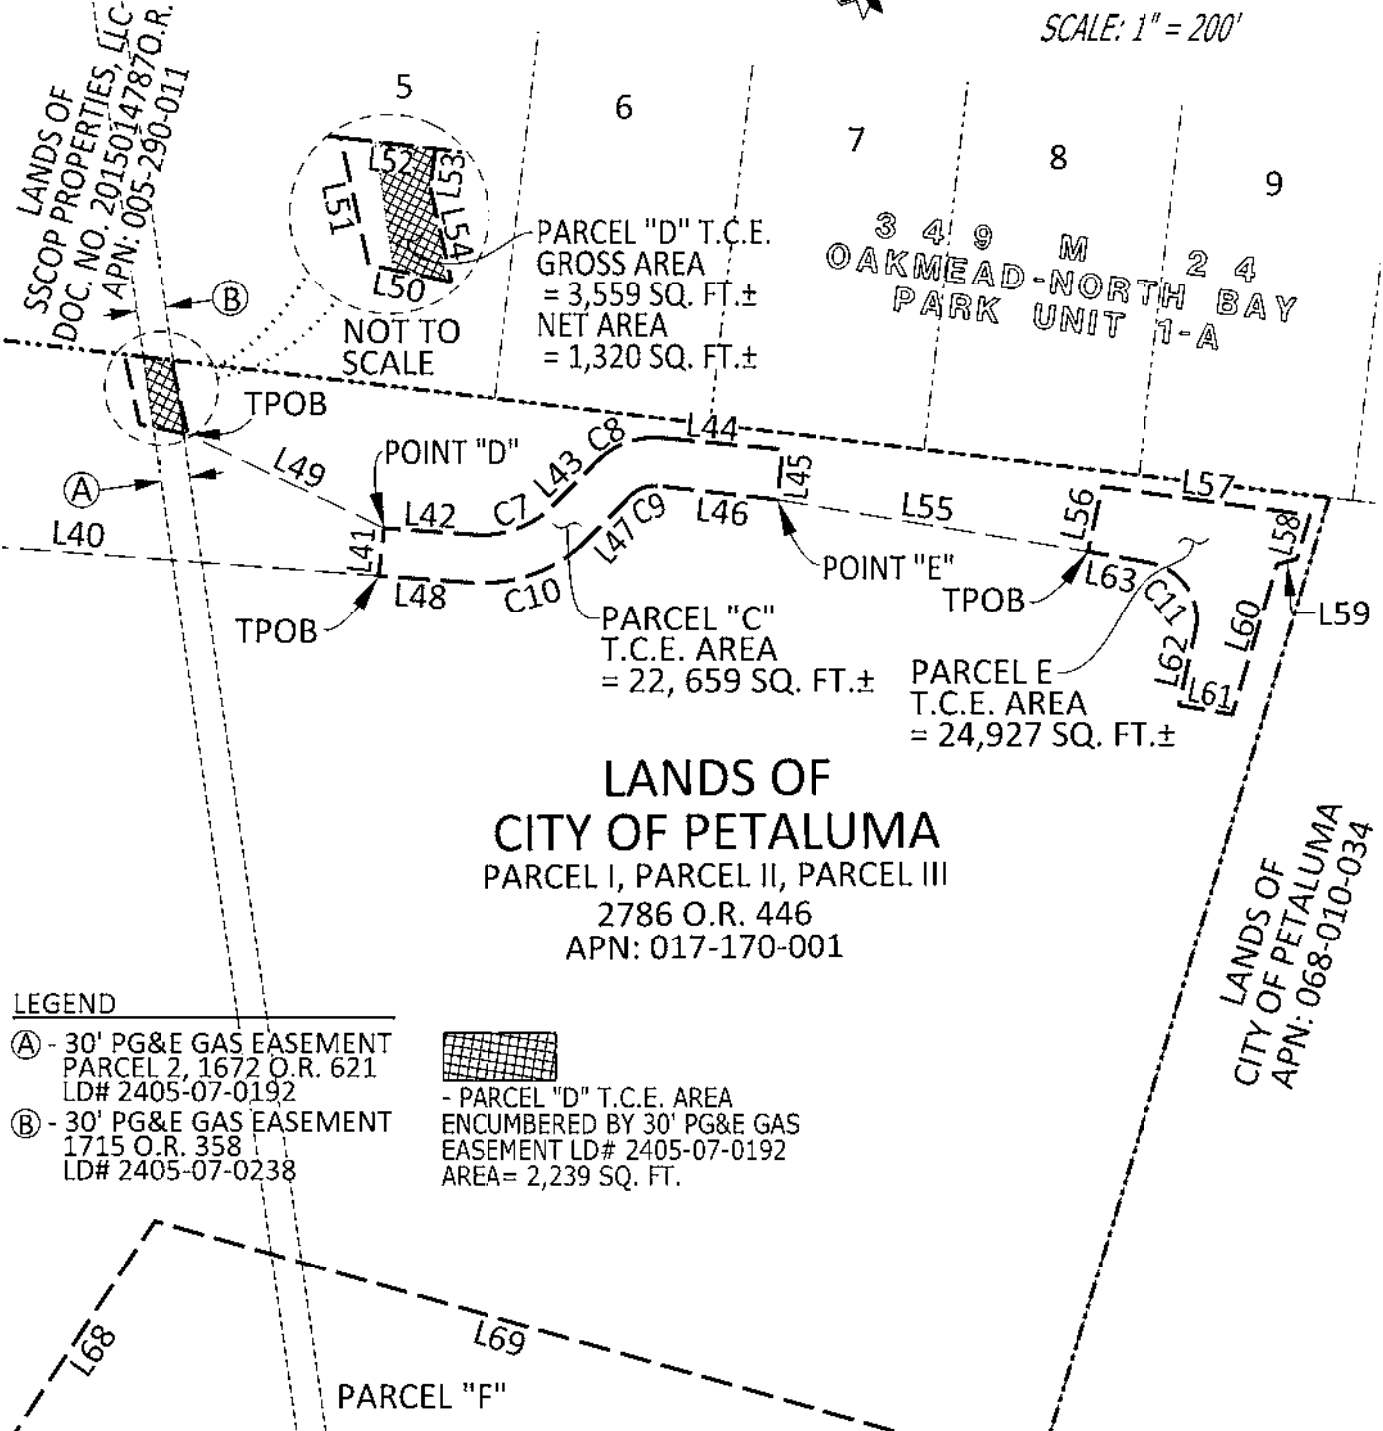 SCALE: 1" = 200'
LANDS OF
SSCOP PROPERTIES, LLC
DOC. NO. 2015014787O.R.
APN: 005-290-011
5
6
7
8
9
3 4 9 M 2 4
OAKMEAD-NORTH BAY
PARK UNIT 1-A
L52
L53
L51
L54
L50
NOT TO
SCALE
PARCEL "D" T.C.E.
GROSS AREA
= 3,559 SQ. FT.±
NET AREA
= 1,320 SQ. FT.±
B
TPOB
A
L49
POINT "D"
L40
L41
L42
C7
L43
C8
L44
L45
L46
C9
L47
C10
L48
TPOB
L55
POINT "E"
L56
L57
L58
L59
L60
L61
L62
C11
L63
TPOB
PARCEL "C"
T.C.E. AREA
= 22, 659 SQ. FT.±
PARCEL E
T.C.E. AREA
= 24,927 SQ. FT.±
LANDS OF
CITY OF PETALUMA
PARCEL I, PARCEL II, PARCEL III
2786 O.R. 446
APN: 017-170-001
LANDS OF
CITY OF PETALUMA
APN: 068-010-034
LEGEND
A - 30' PG&E GAS EASEMENT
PARCEL 2, 1672 O.R. 621
LD# 2405-07-0192
B - 30' PG&E GAS EASEMENT
1715 O.R. 358
LD# 2405-07-0238
- PARCEL "D" T.C.E. AREA
ENCUMBERED BY 30' PG&E GAS
EASEMENT LD# 2405-07-0192
AREA= 2,239 SQ. FT.
L68
L69
PARCEL "F"